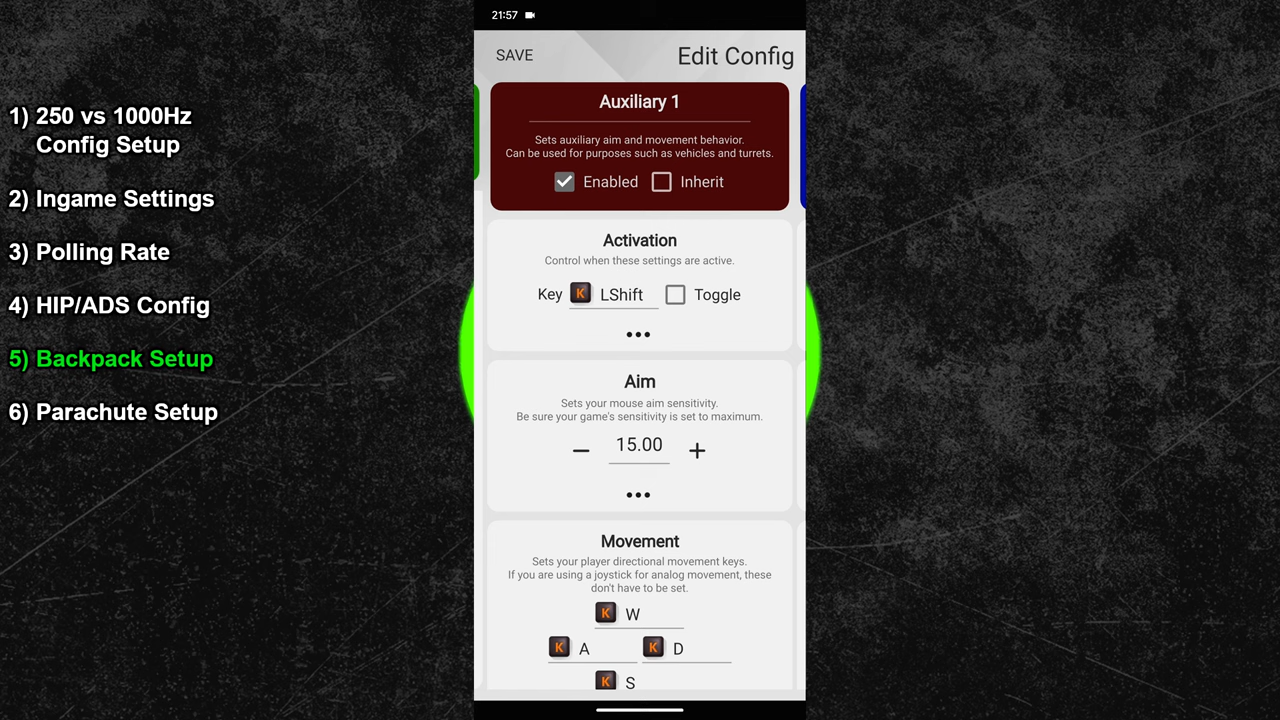 1) 250 vs 1000Hz
Config Setup
2) Ingame Settings
3) Polling Rate
4) HIP/ADS Config
5) Backpack Setup
6) Parachute Setup
21:57
SAVE
Edit Config
Auxiliary 1
Sets auxiliary aim and movement behavior.
Can be used for purposes such as vehicles and turrets.
Enabled Inherit
Activation
Control when these settings are active.
Key K LShift Toggle
•••
Aim
Sets your mouse aim sensitivity.
Be sure your game's sensitivity is set to maximum.
− 15.00 +
•••
Movement
Sets your player directional movement keys.
If you are using a joystick for analog movement, these
don't have to be set.
K W
K A K D
K S